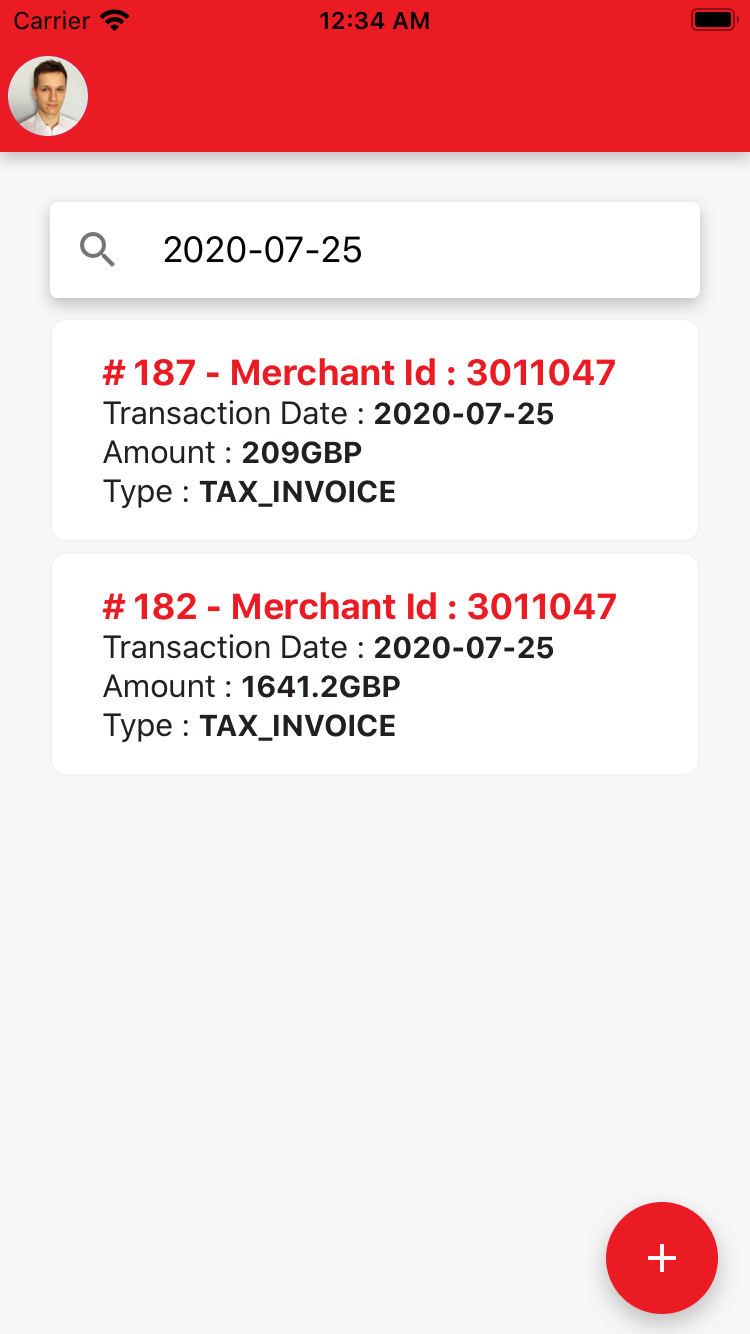 Carrier 12:34 AM
2020-07-25
# 187 - Merchant Id : 3011047
Transaction Date : 2020-07-25
Amount : 209GBP
Type : TAX_INVOICE
# 182 - Merchant Id : 3011047
Transaction Date : 2020-07-25
Amount : 1641.2GBP
Type : TAX_INVOICE
+